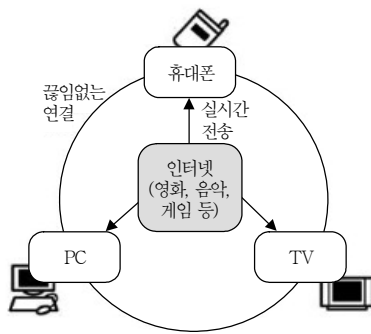 휴대폰
끊임없는
연결
실시간
전송
인터넷
(영화, 음악,
게임 등)
PC
TV